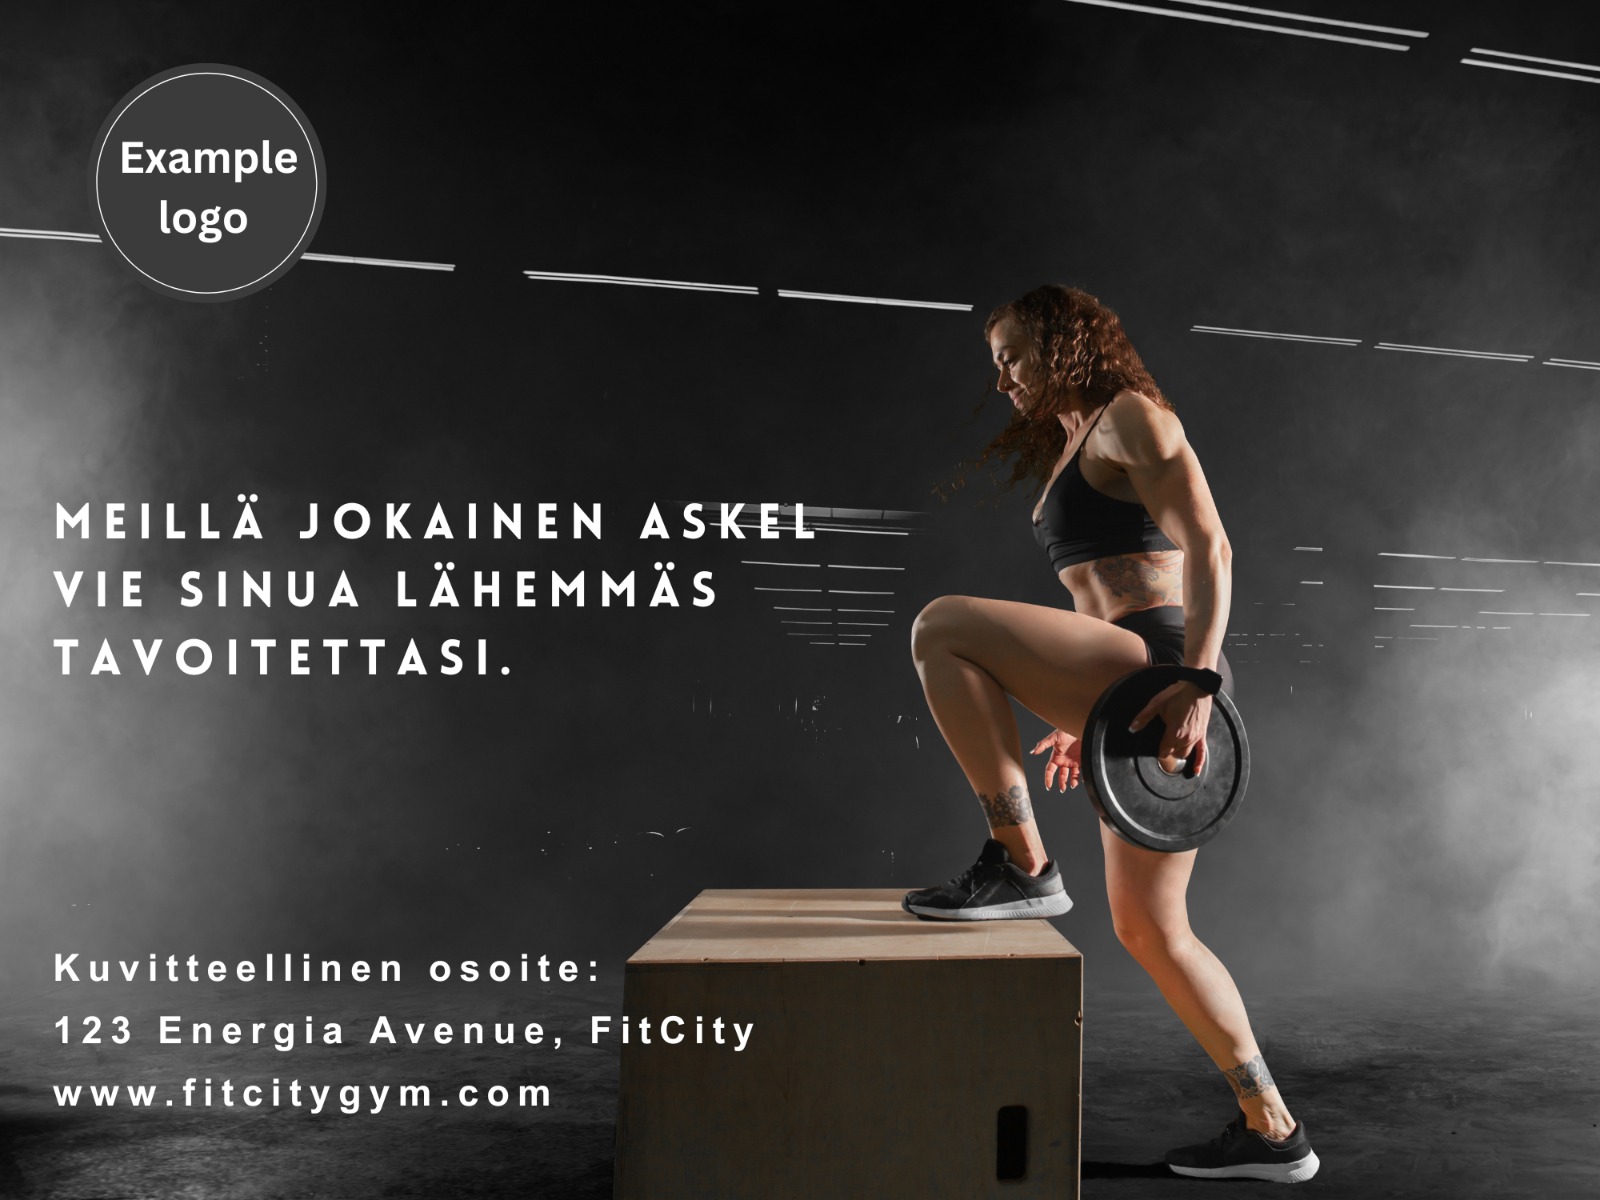 Example
logo
MEILLÄ JOKAINEN ASKEL
VIE SINUA LÄHEMMÄS
TAVOITETTASI.
Kuvitteellinen osoite:
123 Energia Avenue, FitCity
www.fitcitygym.com